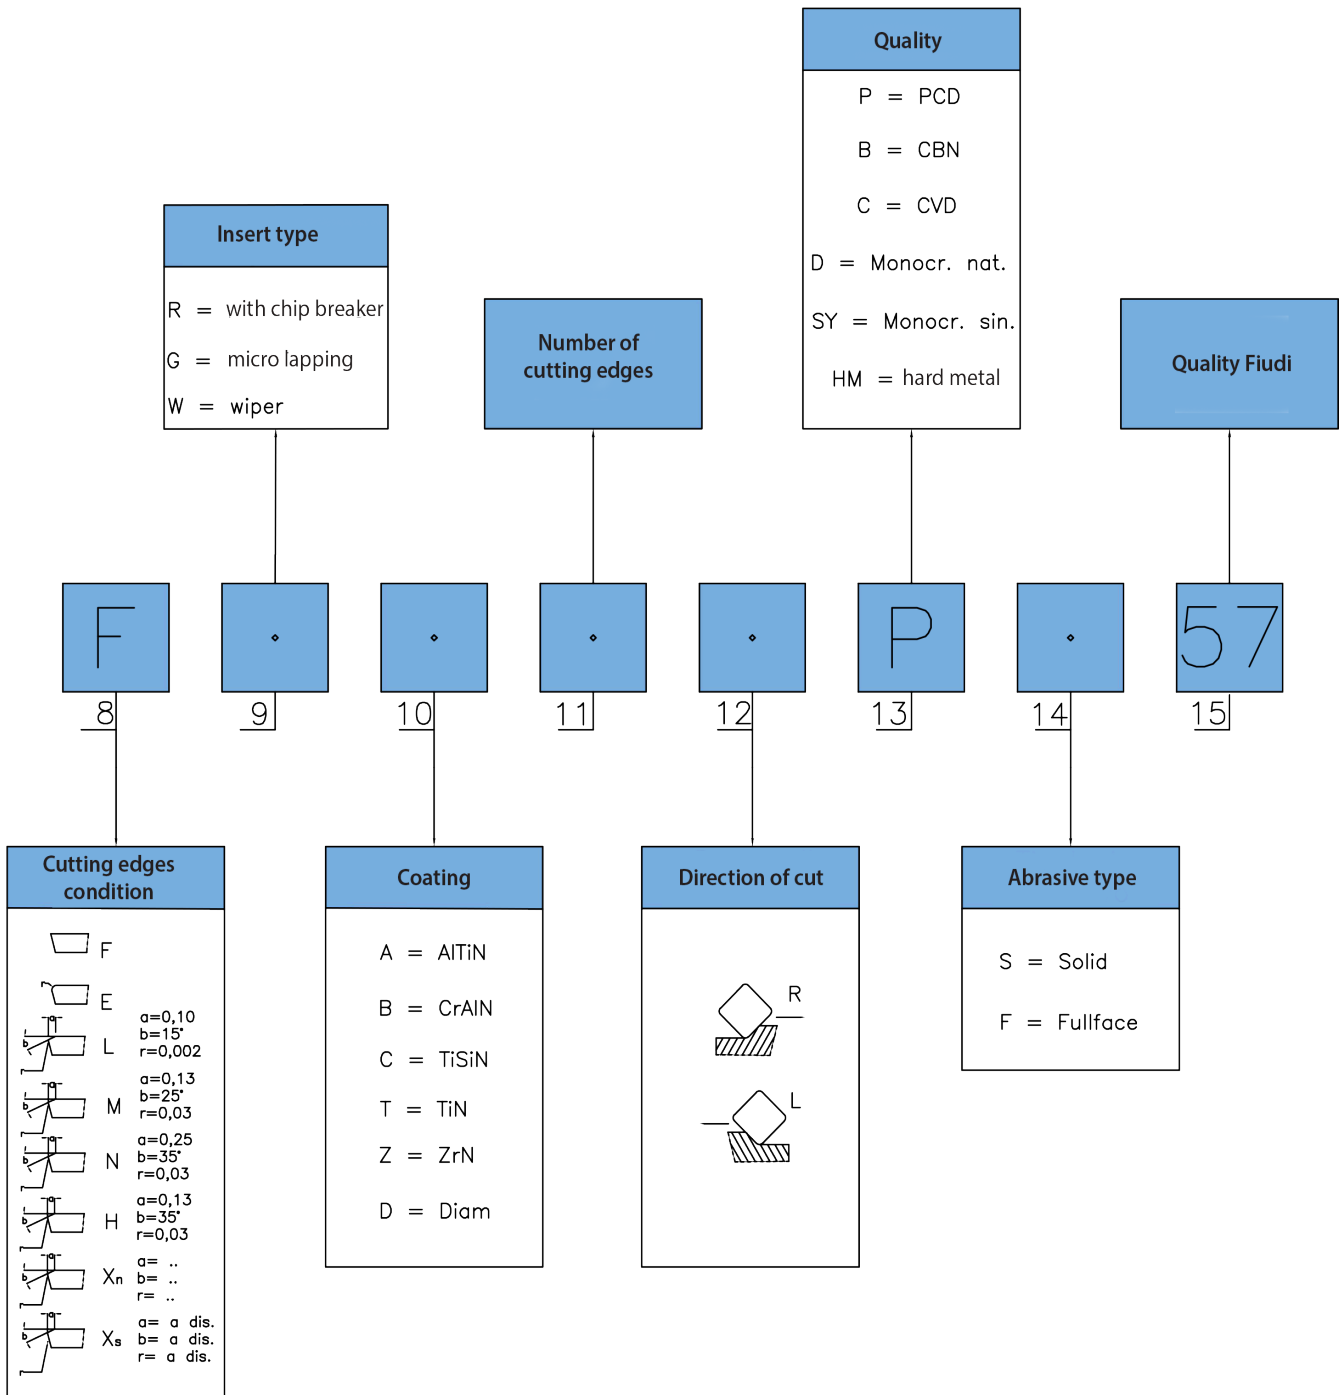 Quality
P = PCD
B = CBN
C = CVD
D = Monocr. nat.
SY = Monocr. sin.
HM = hard metal
Insert type
R = with chip breaker
G = micro lapping
W = wiper
Number of
cutting edges
Quality Fiudi
F
P
57
8
9
10
11
12
13
14
15
Cutting edges
condition
F
E
L
a=0,10
b=15°
r=0,002
M
a=0,13
b=25°
r=0,03
N
a=0,25
b=35°
r=0,03
H
a=0,13
b=35°
r=0,03
Xn
a= ..
b= ..
r= ..
Xs
a= a dis.
b= a dis.
r= a dis.
Coating
A = AlTiN
B = CrAlN
C = TiSiN
T = TiN
Z = ZrN
D = Diam
Direction of cut
R
L
Abrasive type
S = Solid
F = Fullface